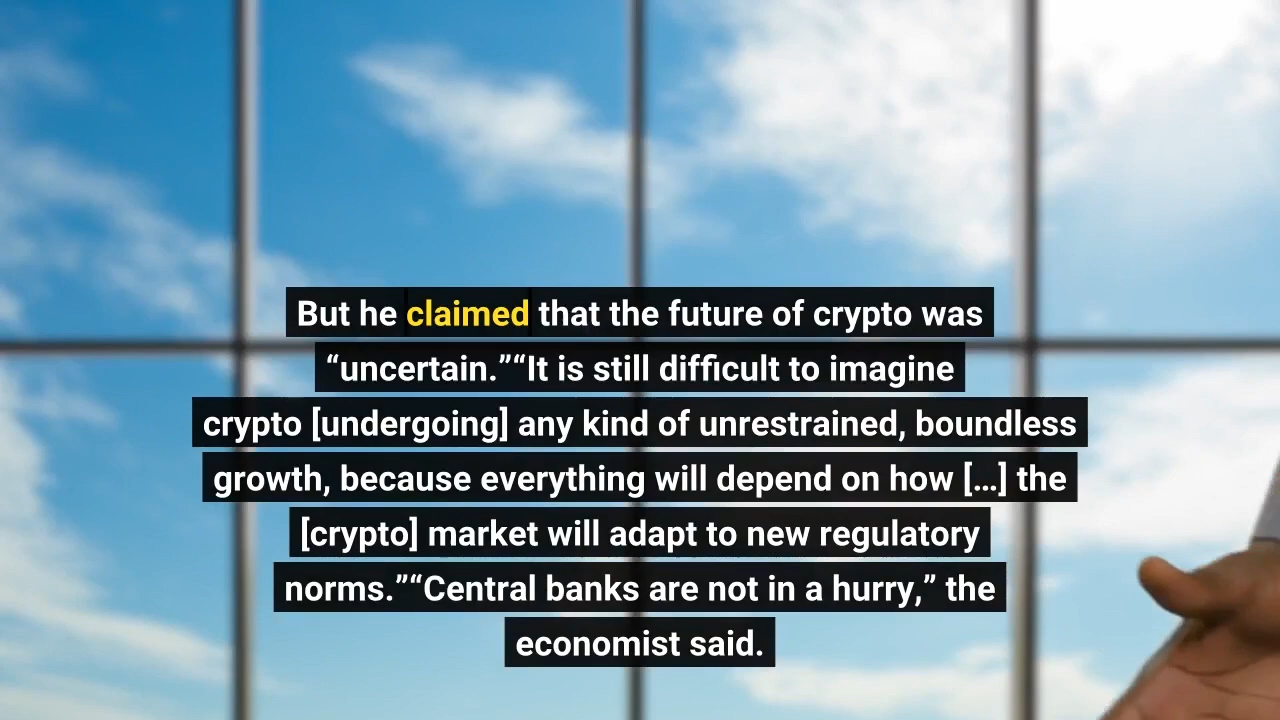 But he claimed that the future of crypto was
“uncertain.”“It is still difficult to imagine
crypto [undergoing] any kind of unrestrained, boundless
growth, because everything will depend on how […] the
[crypto] market will adapt to new regulatory
norms.”“Central banks are not in a hurry,” the
economist said.